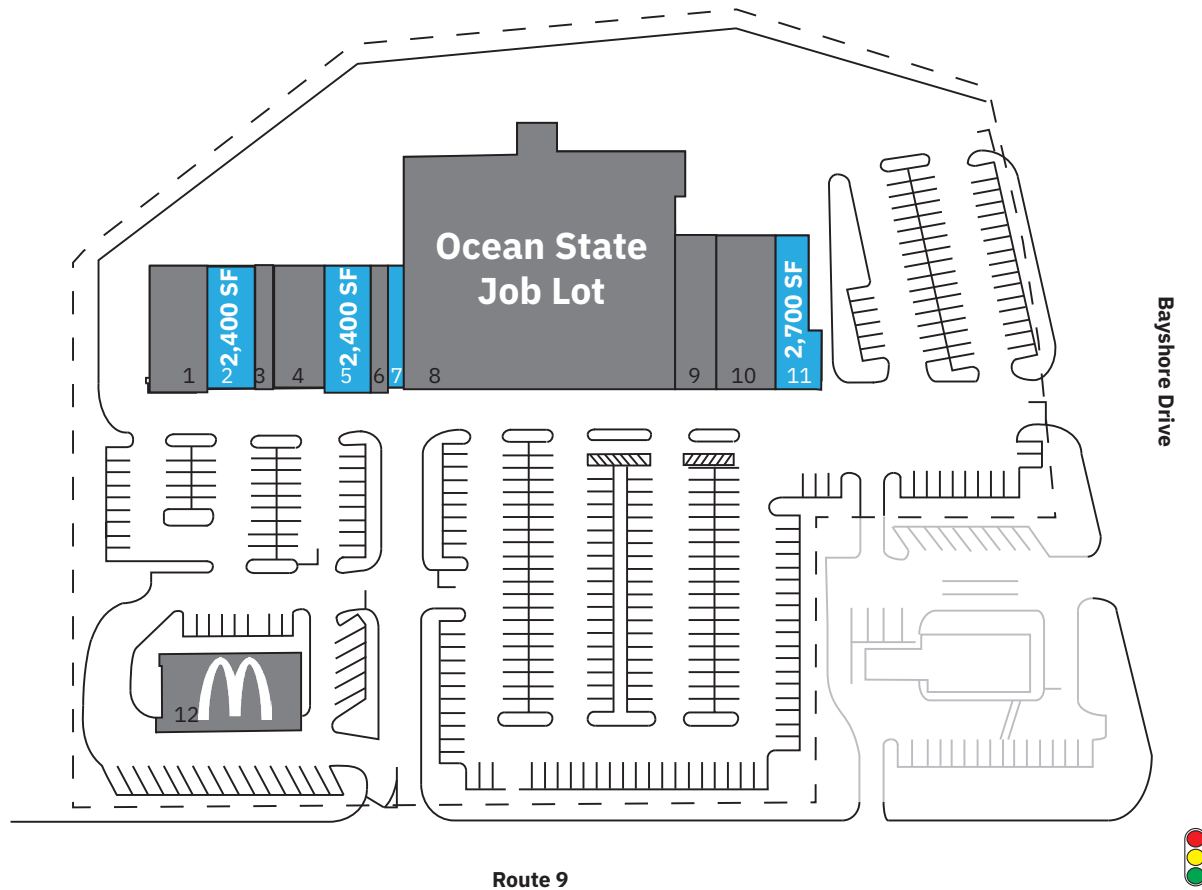 Ocean State
Job Lot
2,400 SF
2,400 SF
2,700 SF
1
2
3
4
5
6
7
8
9
10
11
12
Bayshore Drive
Route 9